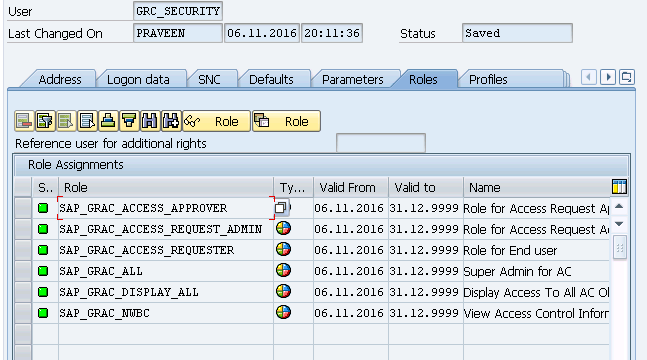 User GRC_SECURITY
Last Changed On PRAVEEN 06.11.2016 20:11:36 Status Saved
Address Logon data SNC Defaults Parameters Roles Profiles
Role Role
Reference user for additional rights
Role Assignments
S.. Role Ty... Valid From Valid to Name
SAP_GRAC_ACCESS_APPROVER 06.11.2016 31.12.9999 Role for Access Request
SAP_GRAC_ACCESS_REQUEST_ADMIN 06.11.2016 31.12.9999 Role for Access Request
SAP_GRAC_ACCESS_REQUESTER 06.11.2016 31.12.9999 Role for End user
SAP_GRAC_ALL 06.11.2016 31.12.9999 Super Admin for AC
SAP_GRAC_DISPLAY_ALL 06.11.2016 31.12.9999 Display Access To All AC
SAP_GRAC_NWBC 06.11.2016 31.12.9999 View Access Control